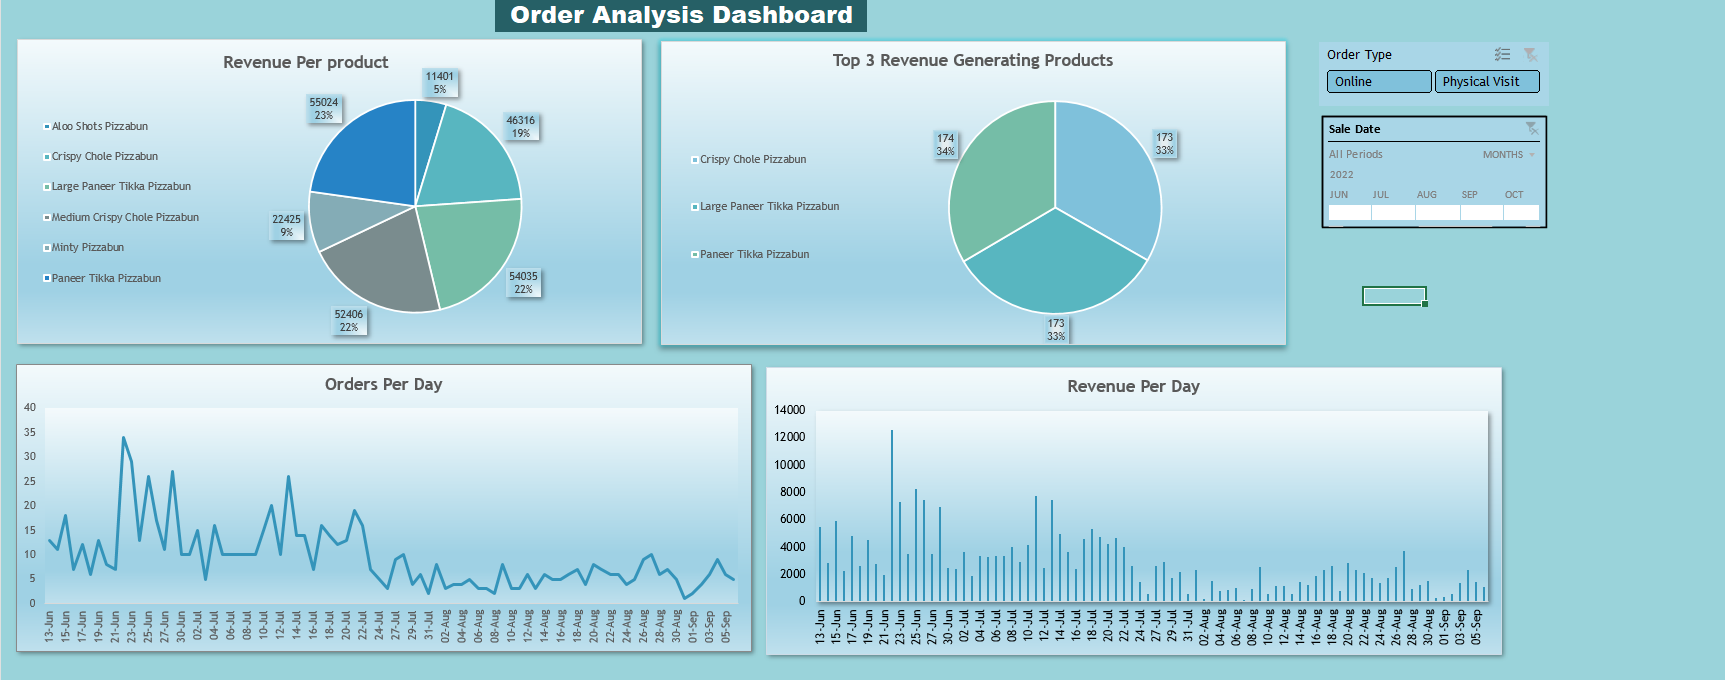 Order Analysis Dashboard
Revenue Per product
Aloo Shots Pizzabun
Crispy Chole Pizzabun
Large Paneer Tikka Pizzabun
Medium Crispy Chole Pizzabun
Minty Pizzabun
Paneer Tikka Pizzabun
11401
5%
46316
19%
54035
22%
52406
22%
22425
9%
55024
23%
Top 3 Revenue Generating Products
Crispy Chole Pizzabun
Large Paneer Tikka Pizzabun
Paneer Tikka Pizzabun
173
33%
173
33%
174
34%
Order Type
Online
Physical Visit
Sale Date
All Periods
MONTHS
2022
JUN JUL AUG SEP OCT
Orders Per Day
40
35
30
25
20
15
10
5
0
13-Jun
15-Jun
17-Jun
19-Jun
21-Jun
23-Jun
25-Jun
27-Jun
30-Jun
02-Jul
04-Jul
06-Jul
08-Jul
10-Jul
12-Jul
14-Jul
16-Jul
18-Jul
20-Jul
22-Jul
24-Jul
27-Jul
29-Jul
31-Jul
02-Aug
04-Aug
06-Aug
08-Aug
10-Aug
12-Aug
14-Aug
16-Aug
18-Aug
20-Aug
22-Aug
24-Aug
26-Aug
28-Aug
30-Aug
01-Sep
03-Sep
05-Sep
Revenue Per Day
14000
12000
10000
8000
6000
4000
2000
0
13-Jun
15-Jun
17-Jun
19-Jun
21-Jun
23-Jun
25-Jun
27-Jun
30-Jun
02-Jul
04-Jul
06-Jul
08-Jul
10-Jul
12-Jul
14-Jul
16-Jul
18-Jul
20-Jul
22-Jul
24-Jul
27-Jul
29-Jul
31-Jul
02-Aug
04-Aug
06-Aug
08-Aug
10-Aug
12-Aug
14-Aug
16-Aug
18-Aug
20-Aug
22-Aug
24-Aug
26-Aug
28-Aug
30-Aug
01-Sep
03-Sep
05-Sep